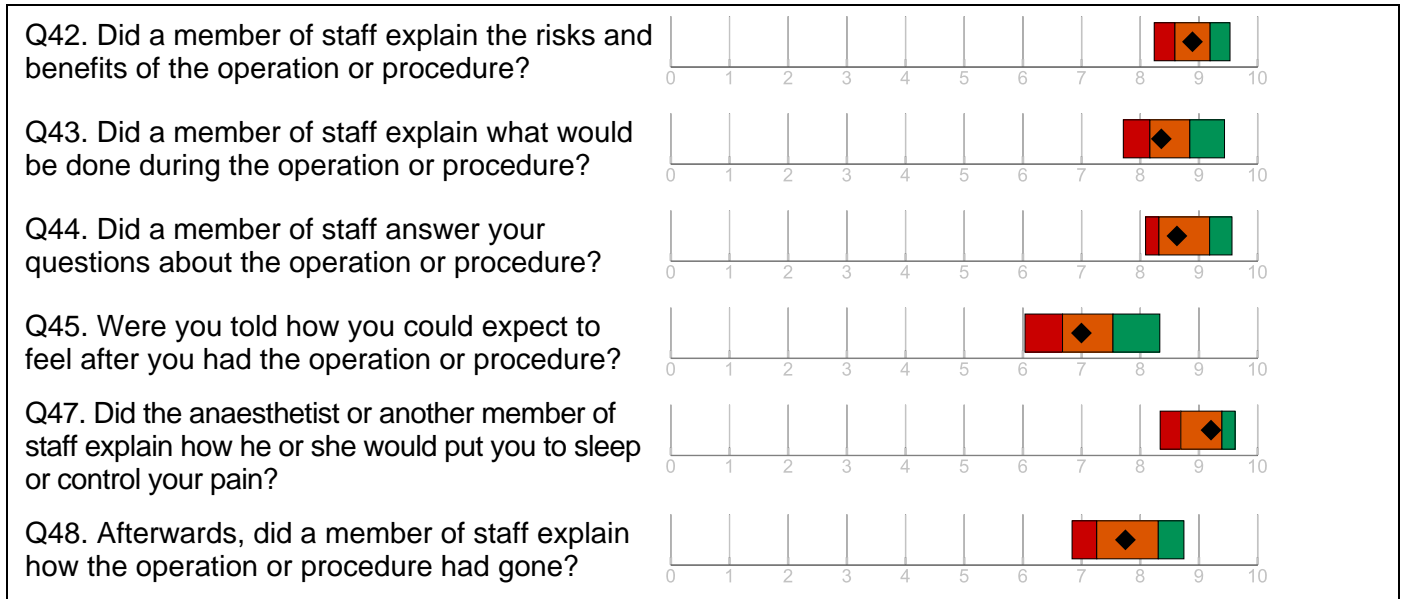 Q42. Did a member of staff explain the risks and
benefits of the operation or procedure?
0 1 2 3 4 5 6 7 8 9 10
Q43. Did a member of staff explain what would
be done during the operation or procedure?
0 1 2 3 4 5 6 7 8 9 10
Q44. Did a member of staff answer your
questions about the operation or procedure?
0 1 2 3 4 5 6 7 8 9 10
Q45. Were you told how you could expect to
feel after you had the operation or procedure?
0 1 2 3 4 5 6 7 8 9 10
Q47. Did the anaesthetist or another member of
staff explain how he or she would put you to sleep
or control your pain?
0 1 2 3 4 5 6 7 8 9 10
Q48. Afterwards, did a member of staff explain
how the operation or procedure had gone?
0 1 2 3 4 5 6 7 8 9 10